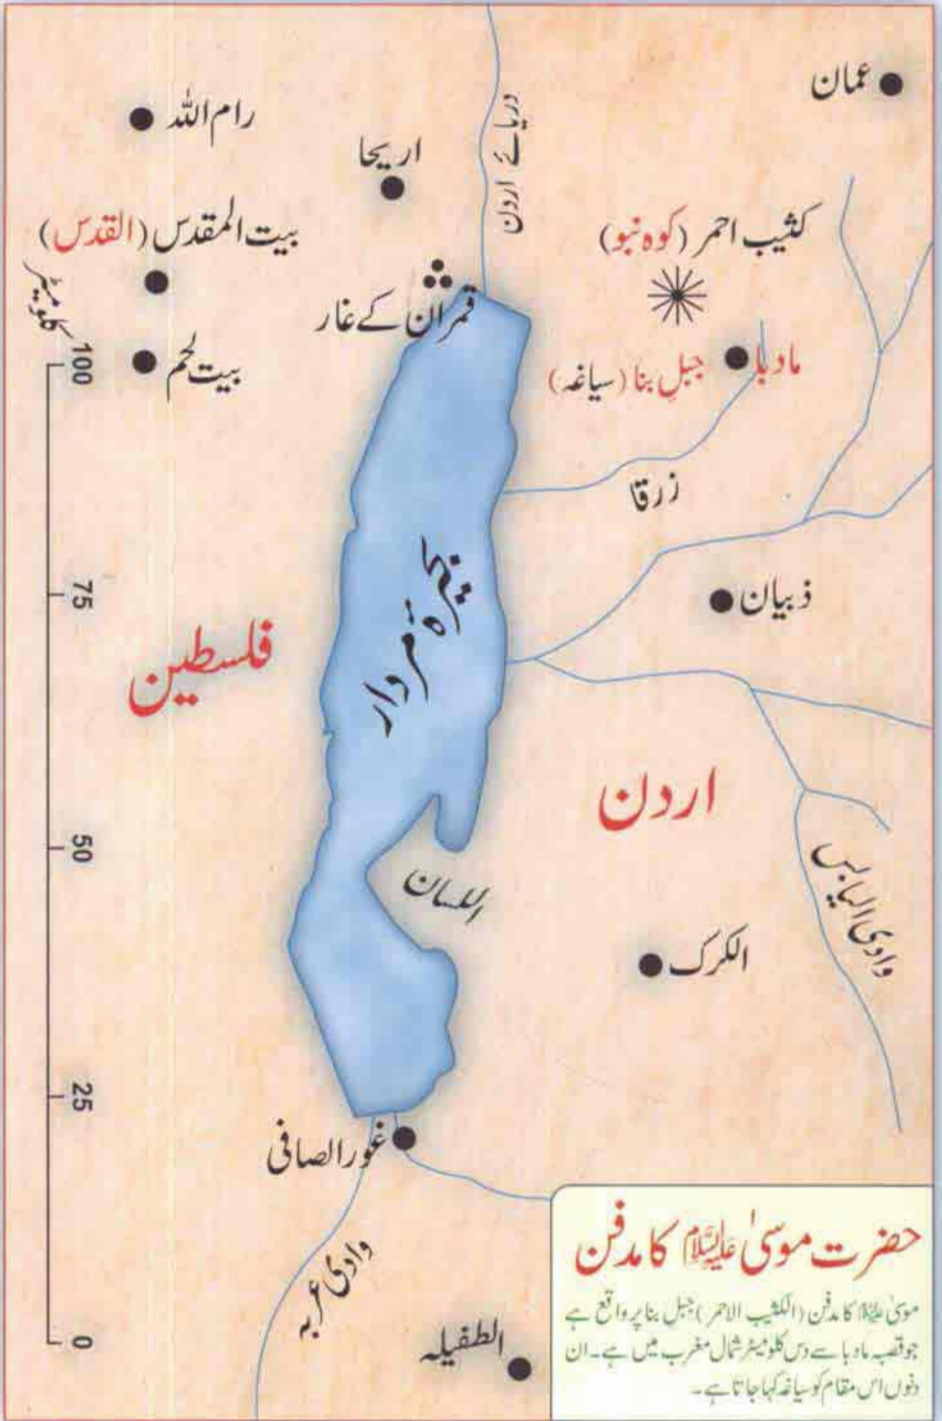 عمان
رام اللہ
دریائے اردن
اریحا
کثیب احمر (کوہ نبو)
بیت المقدس (القدس)
کلومیٹر
قمران کے غار
بیت لحم
مادبا
جبل بنا (سیاغہ)
100
زرقا
بحیرۂ مردار
75
ذبیان
فلسطین
اردن
50
اللسان
وادی الیابس
الکرک
25
غور الصافی
وادی عربہ
0
الطفیلہ
حضرت موسیٰ علیہ السلام کا مدفن
موسیٰ علیہ السلام کا مدفن (الکثیب الاحمر) جبل بنا پر واقع ہے
جو قصبہ مادبا سے دس کلومیٹر شمال مغرب میں ہے۔ ان
دنوں اس مقام کو سیاغہ کہا جاتا ہے۔